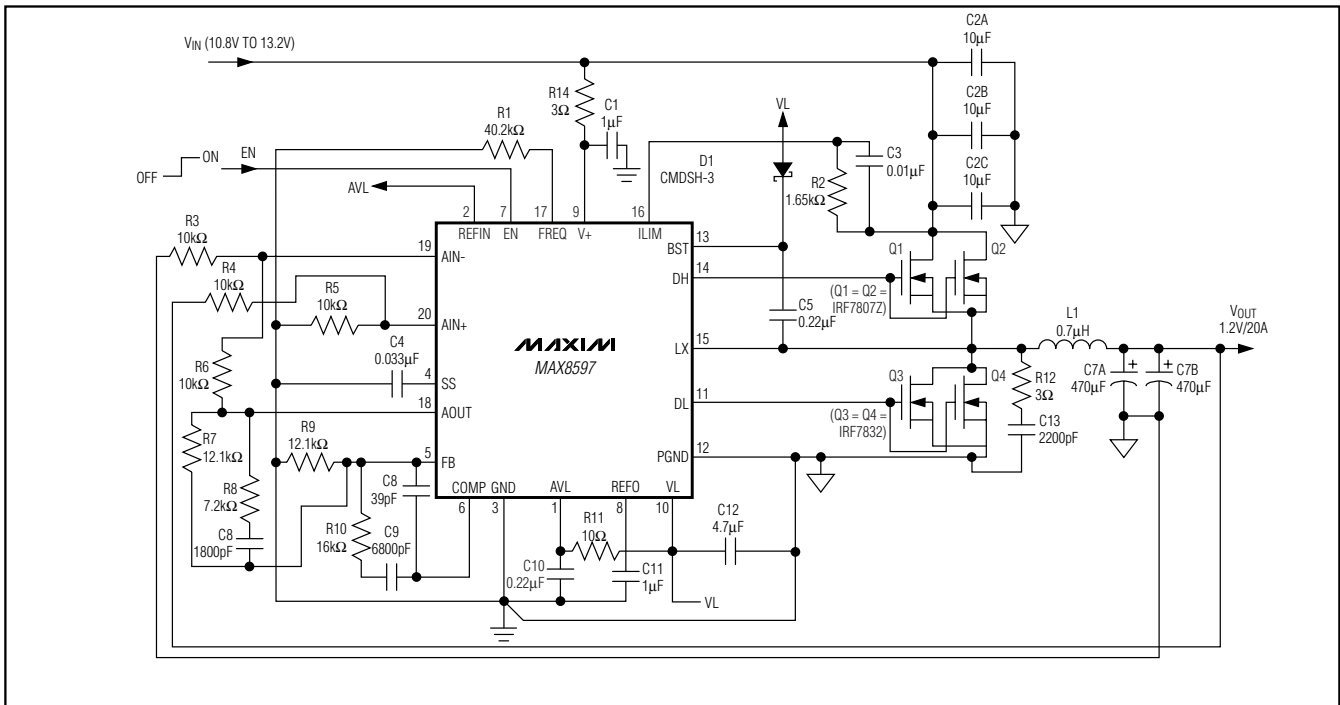 VIN (10.8V TO 13.2V)
C2A
10μF
C2B
10μF
C2C
10μF
R14
3Ω
C1
1μF
R1
40.2kΩ
VL
OFF
ON
EN
AVL
D1
CMDSH-3
R2
1.65kΩ
C3
0.01μF
2
7
17
9
16
REFIN
EN
FREQ
V+
ILIM
R3
10kΩ
R4
10kΩ
R5
10kΩ
R6
10kΩ
19
AIN-
20
AIN+
C4
0.033μF
4
SS
18
AOUT
R7
12.1kΩ
R9
12.1kΩ
5
FB
R8
7.2kΩ
C8
1800pF
C8
39pF
R10
16kΩ
C9
6800pF
MAXIM
MAX8597
13
BST
14
DH
15
LX
11
DL
12
PGND
Q1
Q2
(Q1 = Q2 =
IRF7807Z)
C5
0.22μF
L1
0.7μH
VOUT
1.2V/20A
Q3
Q4
(Q3 = Q4 =
IRF7832)
R12
3Ω
C13
2200pF
C7A
470μF
+
C7B
470μF
+
COMP
GND
AVL
REFO
VL
6
3
1
8
10
R11
10Ω
C12
4.7μF
C10
0.22μF
C11
1μF
VL